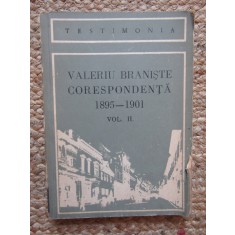 TESTIMONIA
VALERIU BRANIȘTE
CORESPONDENȚĂ
1895—1901
VOL. II